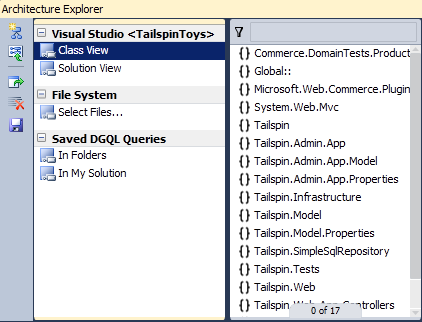 Architecture Explorer
Visual Studio <TailspinToys>
Class View
Solution View
File System
Select Files...
Saved DGQL Queries
In Folders
In My Solution
{} Commerce.DomainTests.Product
{} Global::
{} Microsoft.Web.Commerce.Plugin
{} System.Web.Mvc
{} Tailspin
{} Tailspin.Admin.App
{} Tailspin.Admin.App.Model
{} Tailspin.Admin.App.Properties
{} Tailspin.Infrastructure
{} Tailspin.Model
{} Tailspin.Model.Properties
{} Tailspin.SimpleSqlRepository
{} Tailspin.Tests
{} Tailspin.Web
{} Tailspin.Web.App.Controllers
0 of 17